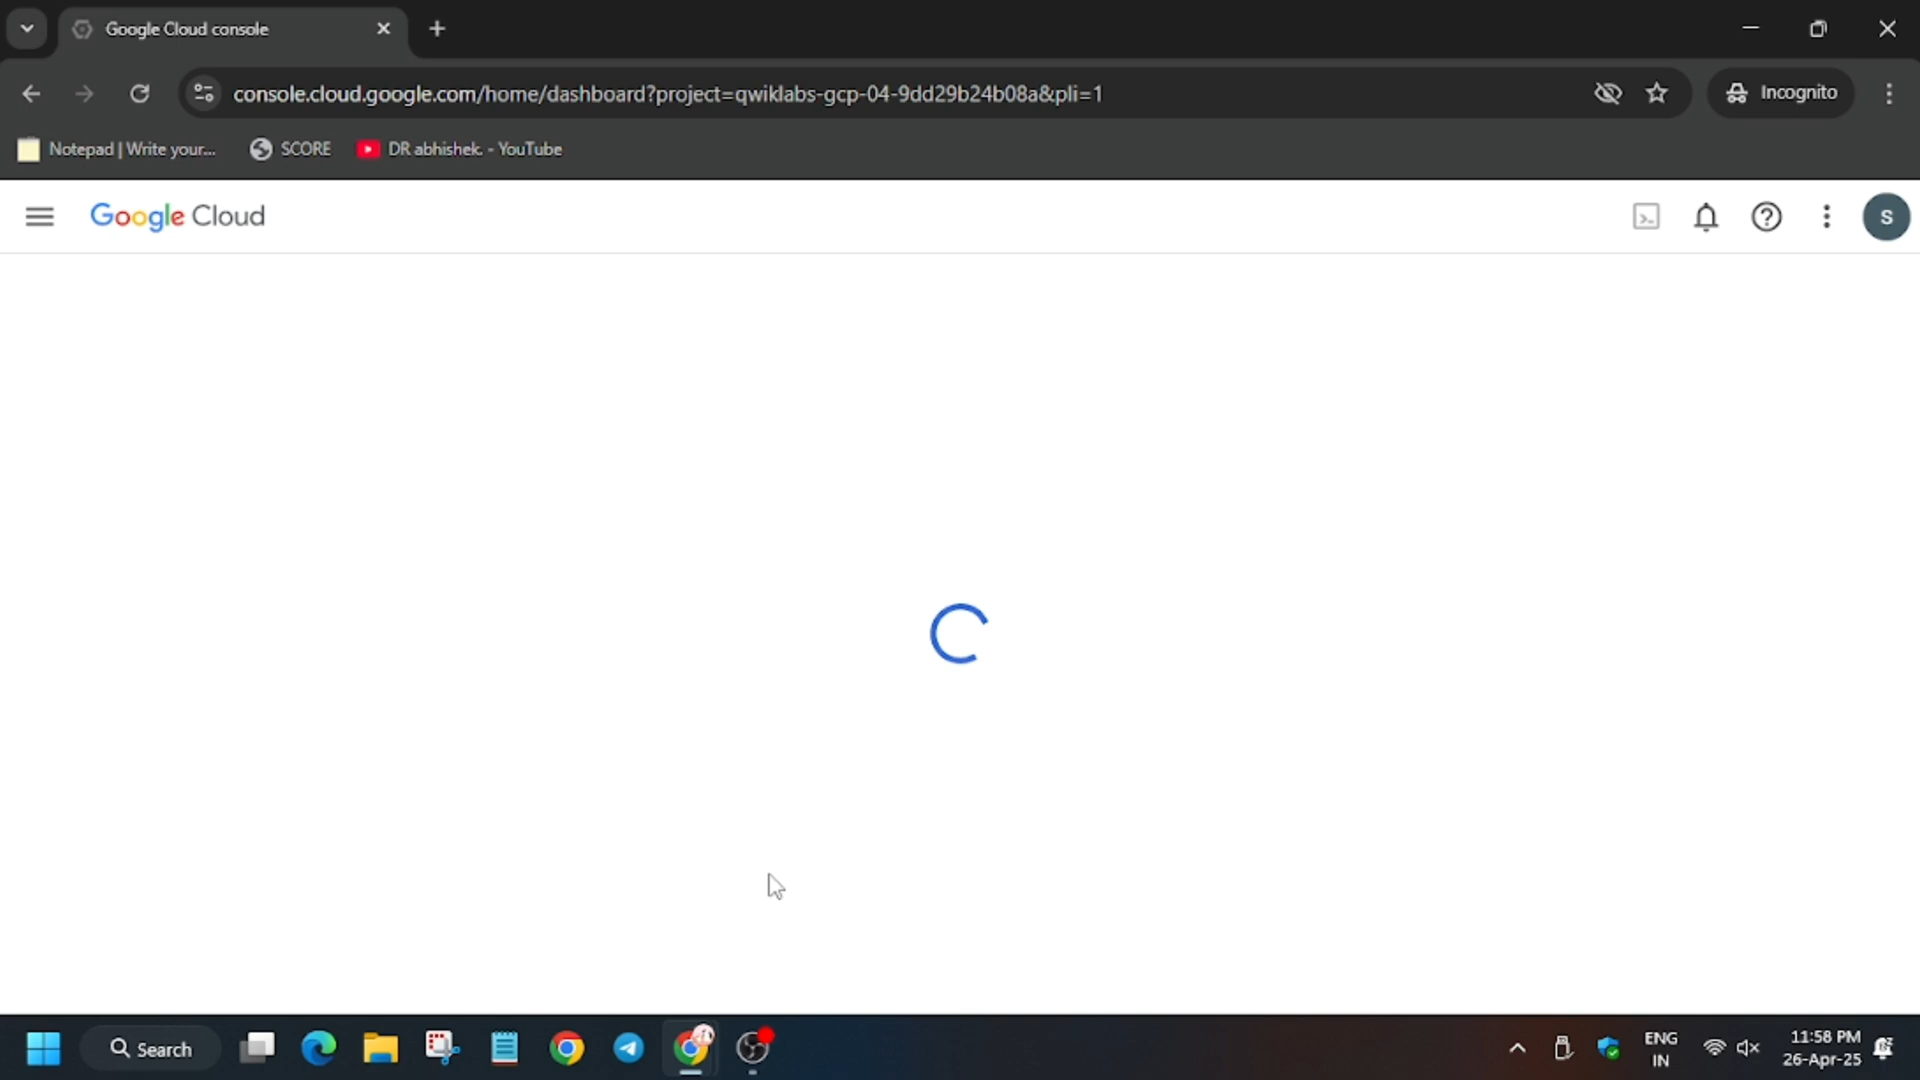 Google Cloud console
console.cloud.google.com/home/dashboard?project=qwiklabs-gcp-04-9dd29b24b08a&pli=1
Incognito
Notepad | Write your...
SCORE
DR abhishek. - YouTube
Google Cloud
S
Search
ENG
IN
11:58 PM
26-Apr-25